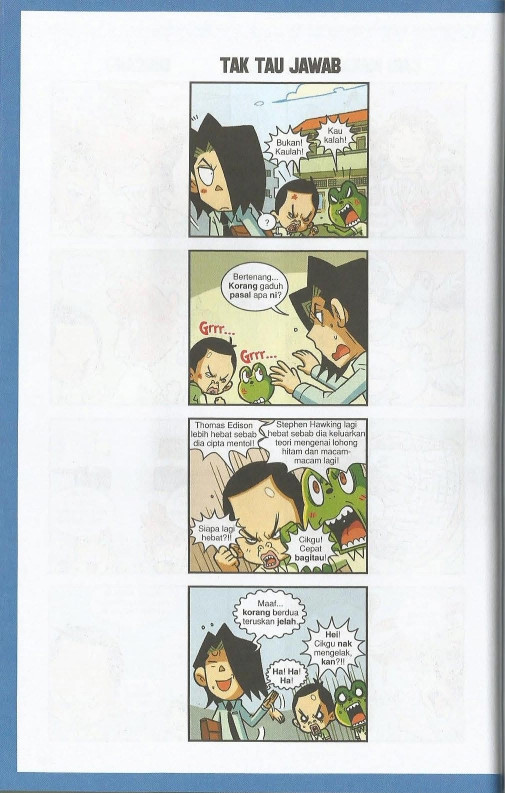 TAK TAU JAWAB
Bukan!
Kaulah!
Kau
kalah!
?
Bertenang...
Korang gaduh
pasal apa ni?
Grrr...
Grrr...
Thomas Edison
lebih hebat sebab
dia cipta mentol!
Stephen Hawking lagi
hebat sebab dia keluarkan
teori mengenai lohong
hitam dan macam-
macam lagi!
Siapa lagi
hebat?!!
Cikgu!
Cepat
bagitau!
Maaf...
korang berdua
teruskan jelah.
Ha! Ha!
Ha!
Hei!
Cikgu nak
mengelak,
kan?!!